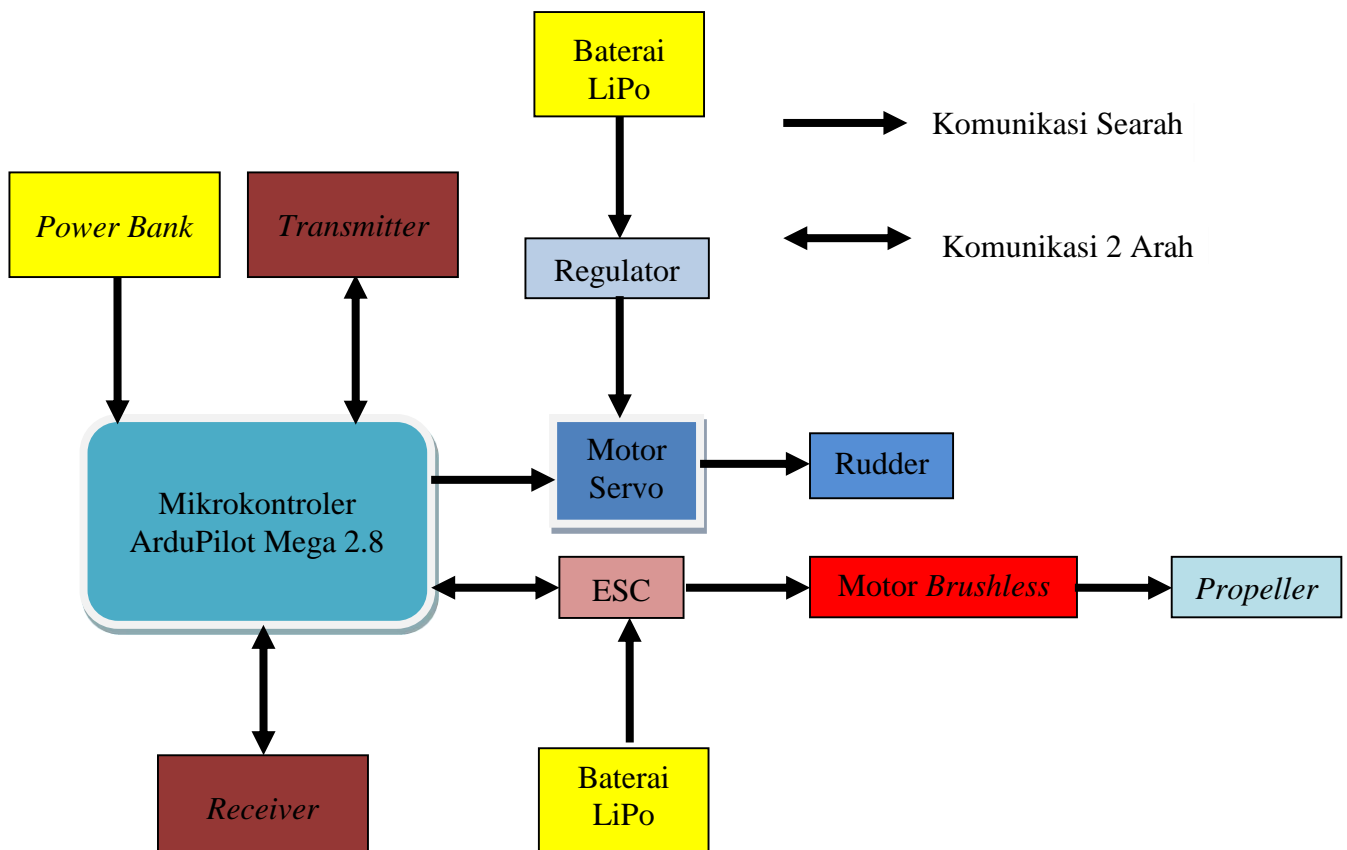 Baterai
LiPo
Komunikasi Searah
Power Bank
Transmitter
Komunikasi 2 Arah
Regulator
Motor
Servo
Rudder
Mikrokontroler
ArduPilot Mega 2.8
ESC
Motor Brushless
Propeller
Receiver
Baterai
LiPo